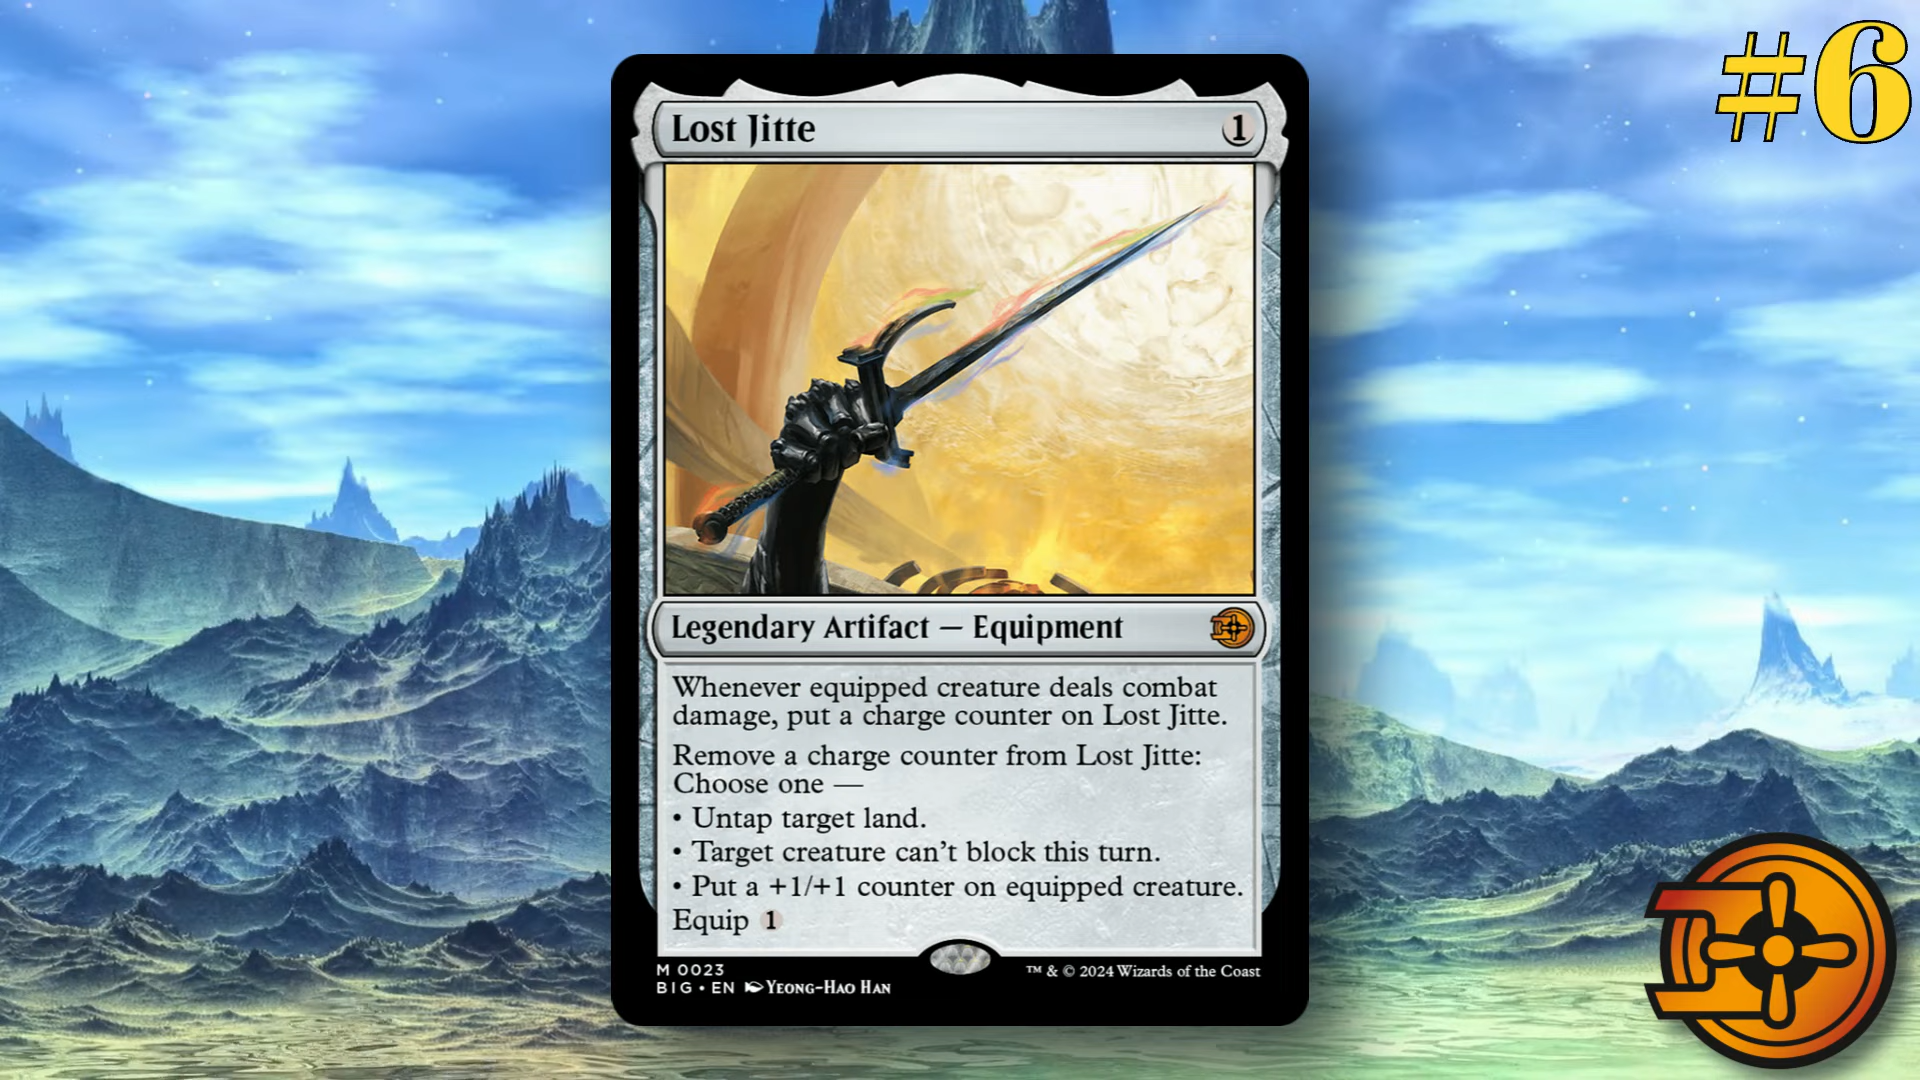 #6
Lost Jitte 1
Legendary Artifact — Equipment
Whenever equipped creature deals combat
damage, put a charge counter on Lost Jitte.
Remove a charge counter from Lost Jitte:
Choose one —
• Untap target land.
• Target creature can't block this turn.
• Put a +1/+1 counter on equipped creature.
Equip 1
M 0023
BIG • EN Yeong-Hao Han
™ & © 2024 Wizards of the Coast